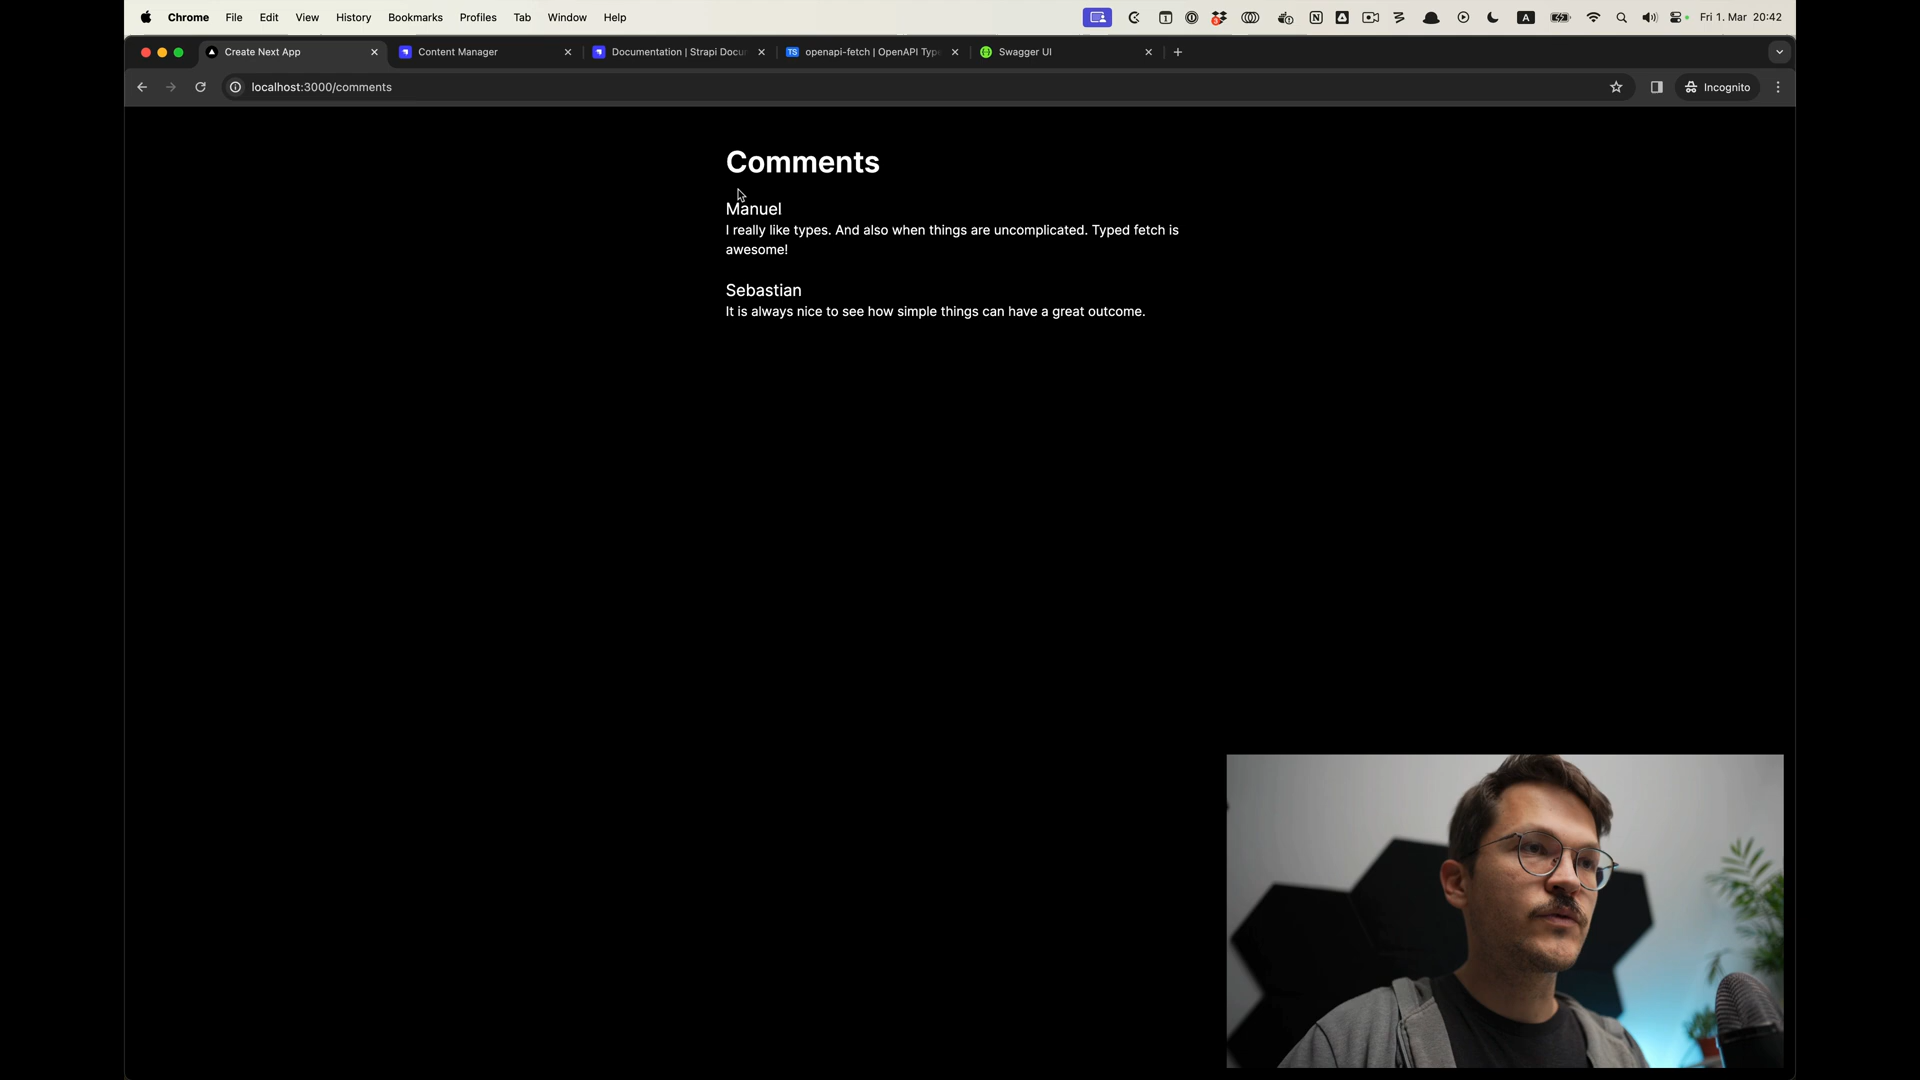 Chrome File Edit View History Bookmarks Profiles Tab Window Help
Fri 1. Mar 20:42
Create Next App
Content Manager
Documentation | Strapi Docu
openapi-fetch | OpenAPI Type
Swagger UI
localhost:3000/comments
Incognito
Comments
Manuel
I really like types. And also when things are uncomplicated. Typed fetch is
awesome!
Sebastian
It is always nice to see how simple things can have a great outcome.